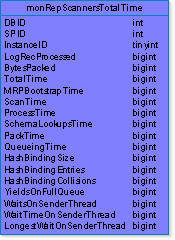 monRepScannersTotalTime
DBID int
SPID int
InstanceID tinyint
LogRecProcessed bigint
BytesPacked bigint
TotalTime bigint
MRPBootstrapTime bigint
ScanTime bigint
ProcessTime bigint
SchemaLookupsTime bigint
PackTime bigint
QueueingTime bigint
HashBindingSize bigint
HashBindingEntries bigint
HashBindingCollisions bigint
YieldsOnFullQueue bigint
WaitsOnSenderThread bigint
WaitTimeOnSenderThread bigint
LongestWaitOnSenderThread bigint